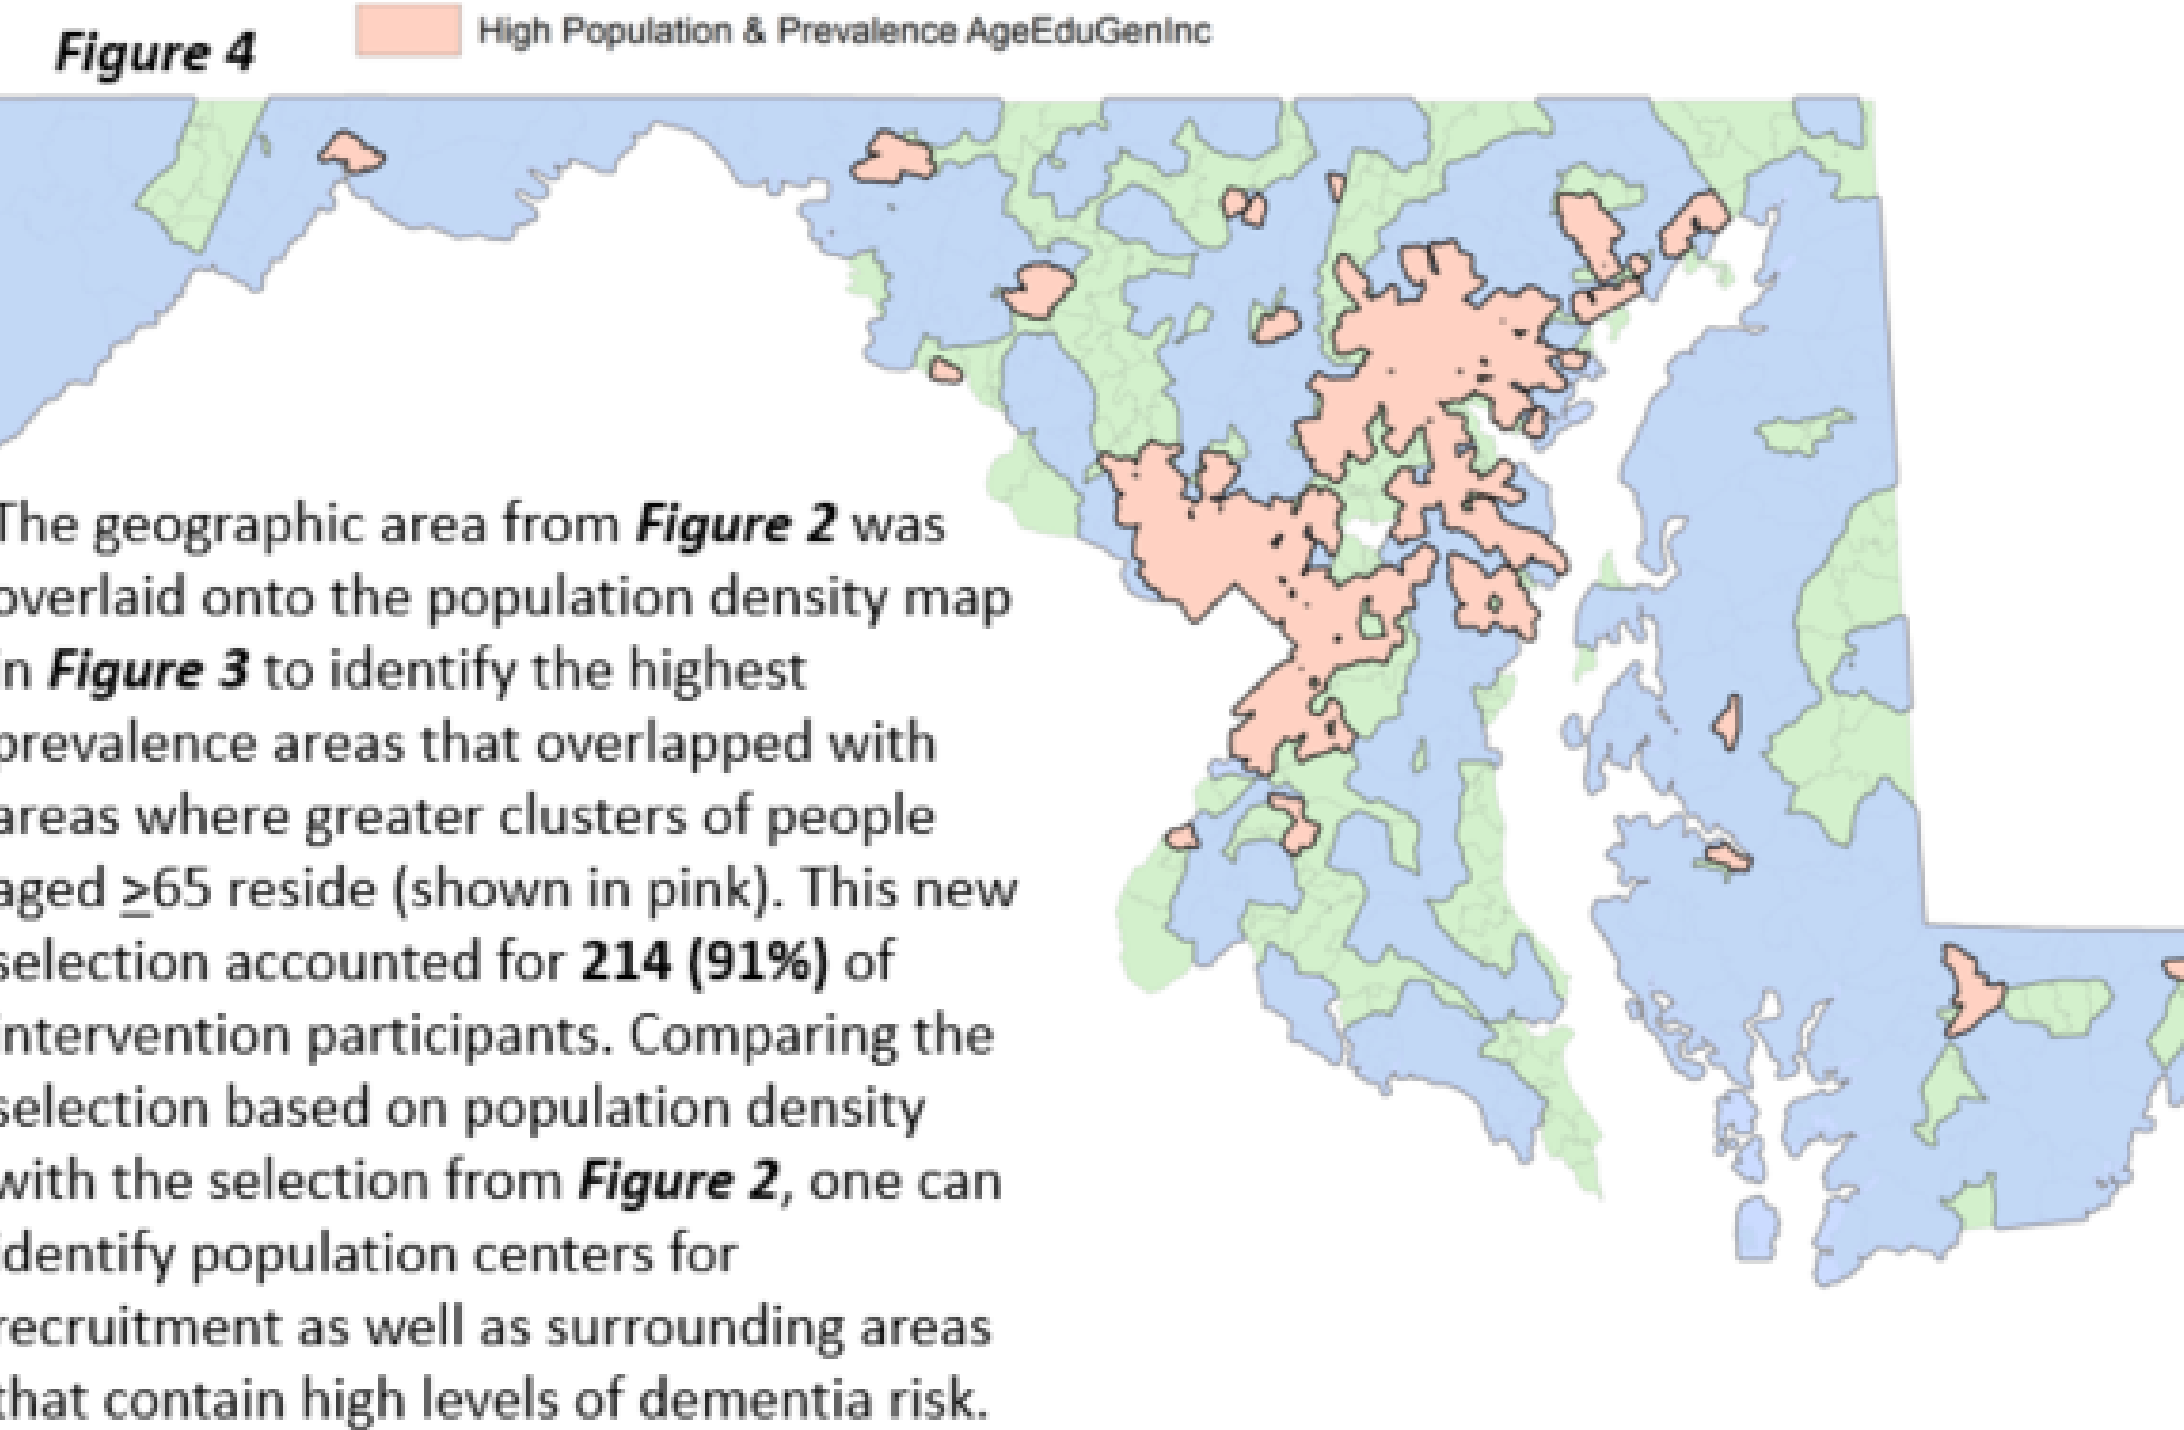 Figure 4
High Population & Prevalence AgeEduGenInc
The geographic area from Figure 2 was
overlaid onto the population density map
in Figure 3 to identify the highest
prevalence areas that overlapped with
areas where greater clusters of people
aged ≥65 reside (shown in pink). This new
selection accounted for 214 (91%) of
intervention participants. Comparing the
selection based on population density
with the selection from Figure 2, one can
identify population centers for
recruitment as well as surrounding areas
that contain high levels of dementia risk.